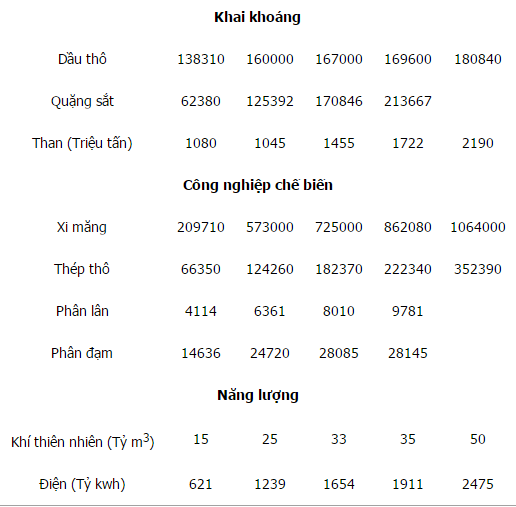 Khai khoáng
Dầu thô 138310 160000 167000 169600 180840
Quặng sắt 62380 125392 170846 213667
Than (Triệu tấn) 1080 1045 1455 1722 2190
Công nghiệp chế biến
Xi măng 209710 573000 725000 862080 1064000
Thép thô 66350 124260 182370 222340 352390
Phân lân 4114 6361 8010 9781
Phân đạm 14636 24720 28085 28145
Năng lượng
Khí thiên nhiên (Tỷ m³) 15 25 33 35 50
Điện (Tỷ kwh) 621 1239 1654 1911 2475